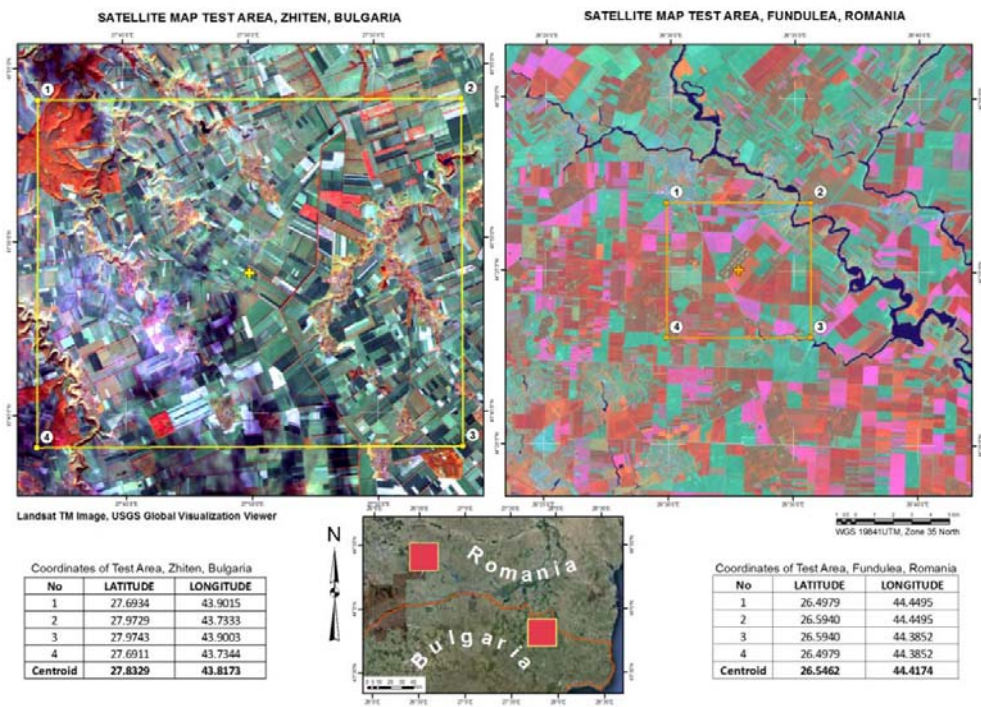 SATELLITE MAP TEST AREA, ZHITEN, BULGARIA
SATELLITE MAP TEST AREA, FUNDULEA, ROMANIA
1
2
3
4
1
2
3
4
Landsat TM Image, USGS Global Visualization Viewer
WGS 1984UTM, Zone 35 North
N
Romania
Bulgaria
Coordinates of Test Area, Zhiten, Bulgaria
No LATITUDE LONGITUDE
1 27.6934 43.9015
2 27.9729 43.7333
3 27.9743 43.9003
4 27.6911 43.7344
Centroid 27.8329 43.8173
Coordinates of Test Area, Fundulea, Romania
No LATITUDE LONGITUDE
1 26.4979 44.4495
2 26.5940 44.4495
3 26.5940 44.3852
4 26.4979 44.3852
Centroid 26.5462 44.4174